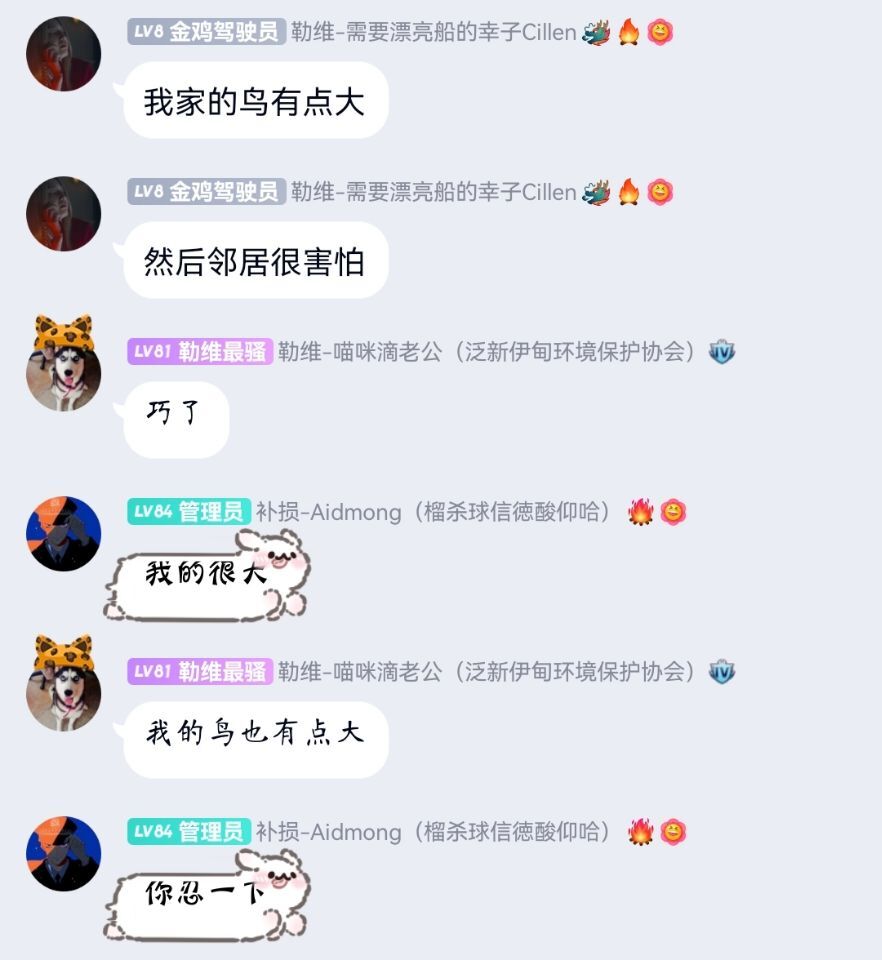 LV8 金鸡驾驶员 勒维-需要漂亮船的幸子Cillen
我家的鸟有点大
LV8 金鸡驾驶员 勒维-需要漂亮船的幸子Cillen
然后邻居很害怕
LV81 勒维最骚 勒维-喵咪滴老公（泛新伊甸环境保护协会） IV
巧了
LV84 管理员 补损-Aidmong（榴杀球信徳酸仰哈）
我的很大
LV81 勒维最骚 勒维-喵咪滴老公（泛新伊甸环境保护协会） IV
我的鸟也有点大
LV84 管理员 补损-Aidmong（榴杀球信徳酸仰哈）
你忍一下